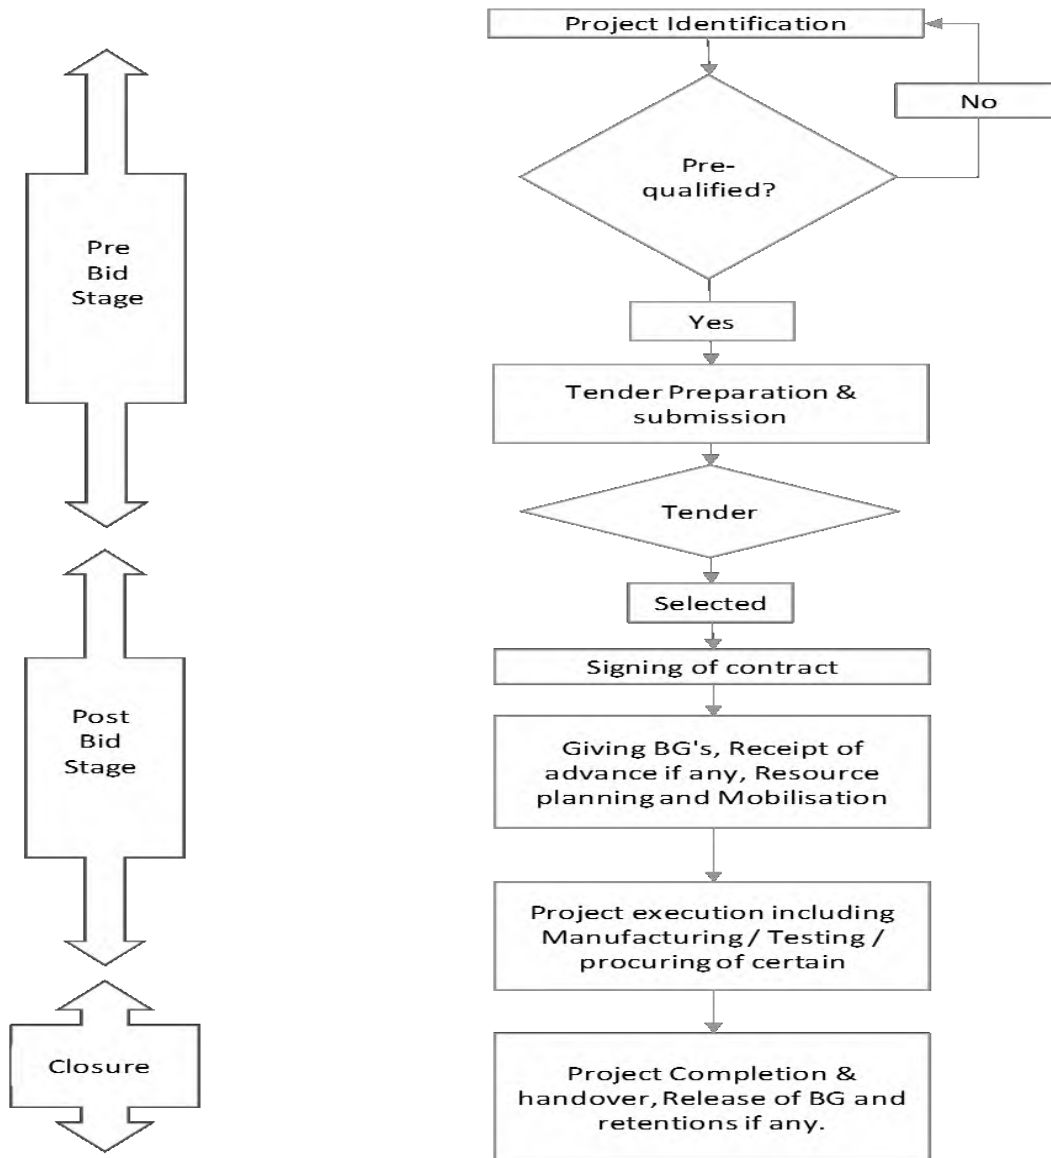 Project Identification
No
Pre-
qualified?
Pre
Bid
Stage
Yes
Tender Preparation &
submission
Tender
Selected
Signing of contract
Post
Bid
Stage
Giving BG's, Receipt of
advance if any, Resource
planning and Mobilisation
Project execution including
Manufacturing / Testing /
procuring of certain
Closure
Project Completion &
handover, Release of BG and
retentions if any.